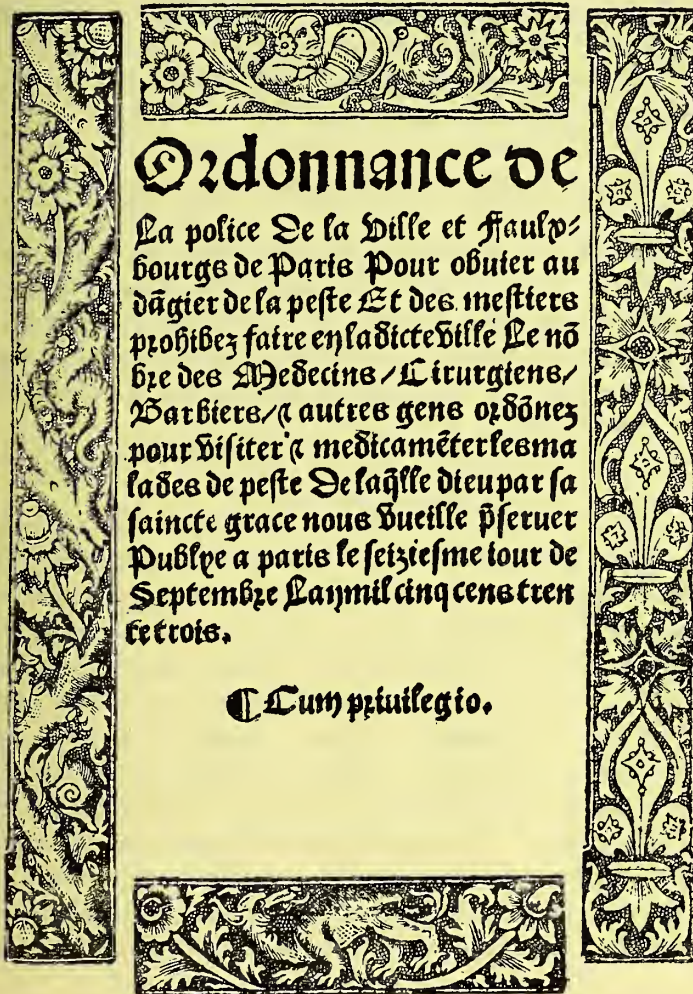 Ordonnance de
La police De la Ville et Faulx⸗
bourgs de Paris Pour obuier au
dãgier de la peste Et des mestiers
prohibez faire en ladicte Ville Le nõ
bre des Medecins / Cirurgiens /
Barbiers / ⁊ autres gens ordõnez
pour visiter ⁊ medicamẽter les ma
lades de peste De laq̃lle dieu par sa
saincte grace nous vueille p̃seruer
Publye a paris le seiziesme iour de
Septembre Lan mil cinq cens tren
te trois.
¶ Cum priuilegio.